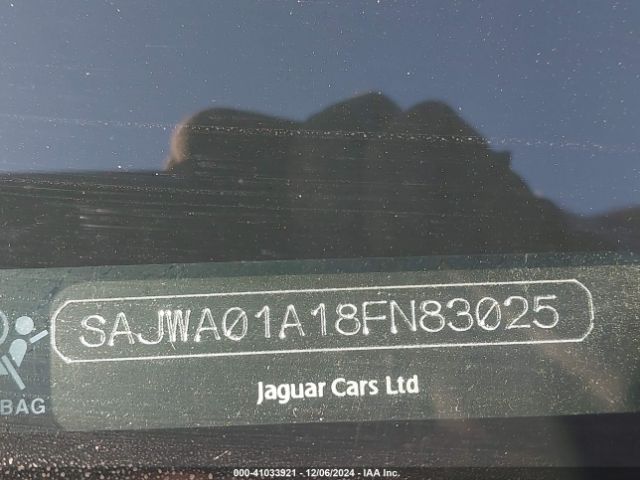 SAJWA01A18FN83025
BAG
Jaguar Cars Ltd
000-41033921 - 12/06/2024 - IAA Inc.